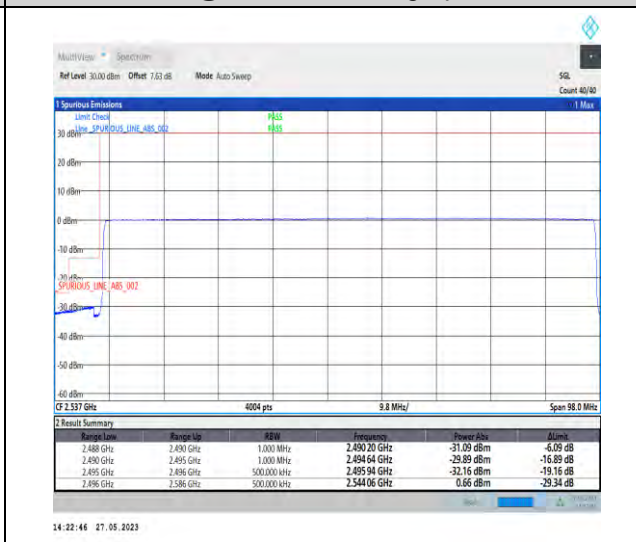 MultiView Spectrum
Ref Level 30.00 dBm Offset 7.63 dB Mode Auto Sweep SGL
Count 40/40
1 Spurious Emissions 1 Max
Limit Check PASS
Line _SPURIOUS_LINE_ABS_002 PASS
30 dBm
20 dBm
10 dBm
0 dBm
-10 dBm
-20 dBm
SPURIOUS_LINE_ABS_002
-30 dBm
-40 dBm
-50 dBm
-60 dBm
CF 2.537 GHz 4004 pts 9.8 MHz/ Span 98.0 MHz
2 Result Summary
Range Low Range Up RBW Frequency Power Abs ΔLimit
2.488 GHz 2.490 GHz 1.000 MHz 2.490 20 GHz -31.09 dBm -6.09 dB
2.490 GHz 2.495 GHz 1.000 MHz 2.494 64 GHz -29.89 dBm -16.89 dB
2.495 GHz 2.496 GHz 500.000 kHz 2.495 94 GHz -32.16 dBm -19.16 dB
2.496 GHz 2.586 GHz 500.000 kHz 2.544 06 GHz 0.66 dBm -29.34 dB
14:22:46 27.05.2023